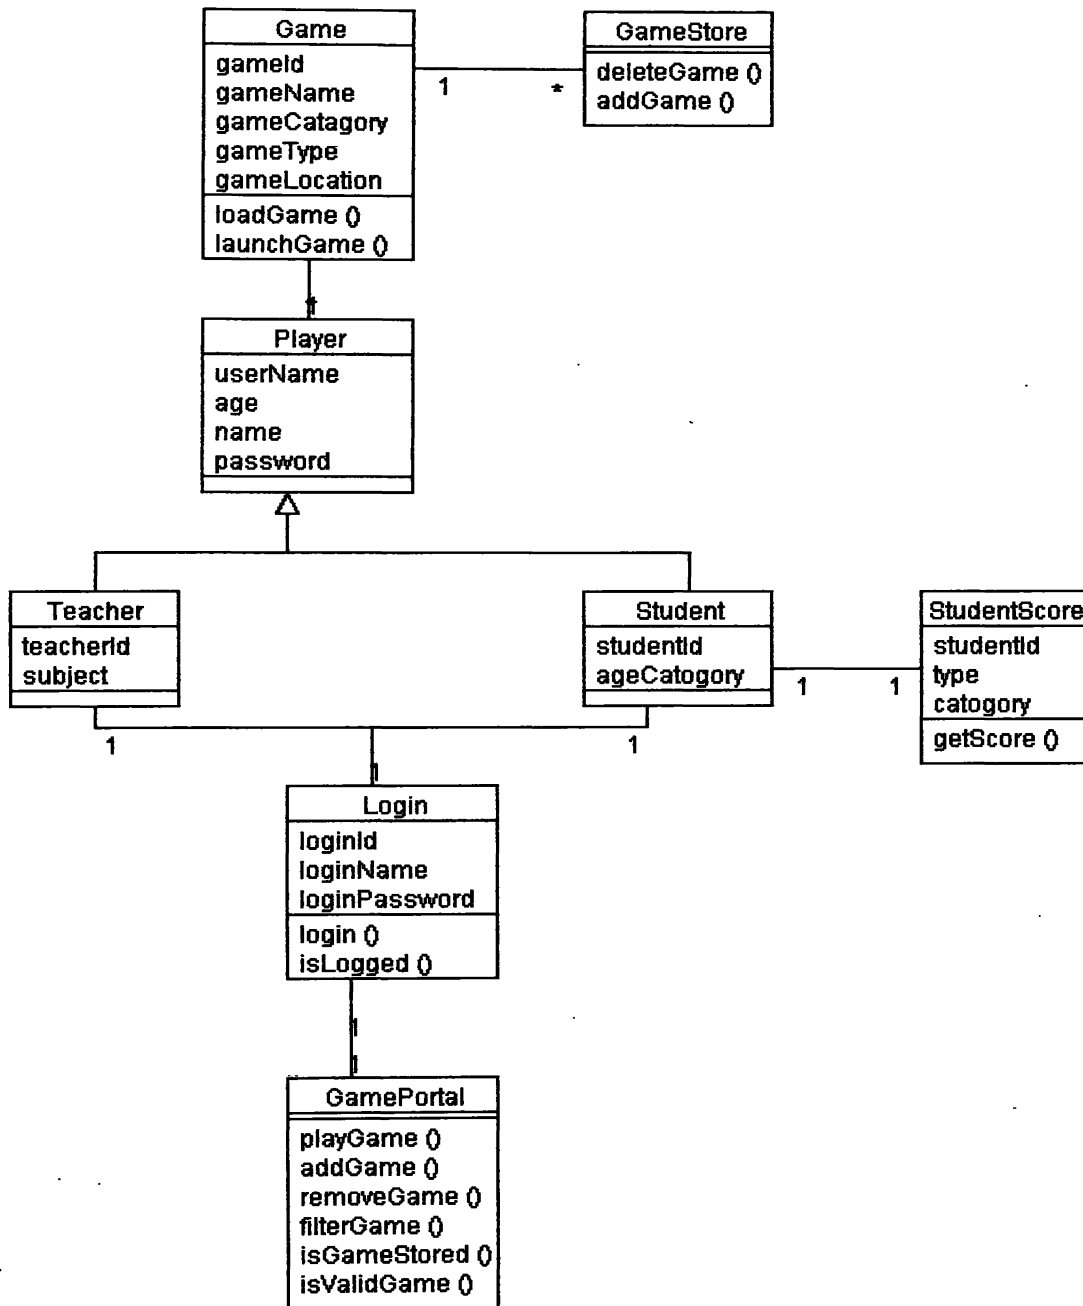 Game
gameId
gameName
gameCatagory
gameType
gameLocation
loadGame ()
launchGame ()
GameStore
deleteGame ()
addGame ()
1
*
1
Player
userName
age
name
password
Teacher
teacherId
subject
Student
studentId
ageCatogory
StudentScore
studentId
type
catogory
getScore ()
1
1
1
1
1
Login
loginId
loginName
loginPassword
login ()
isLogged ()
1
1
GamePortal
playGame ()
addGame ()
removeGame ()
filterGame ()
isGameStored ()
isValidGame ()